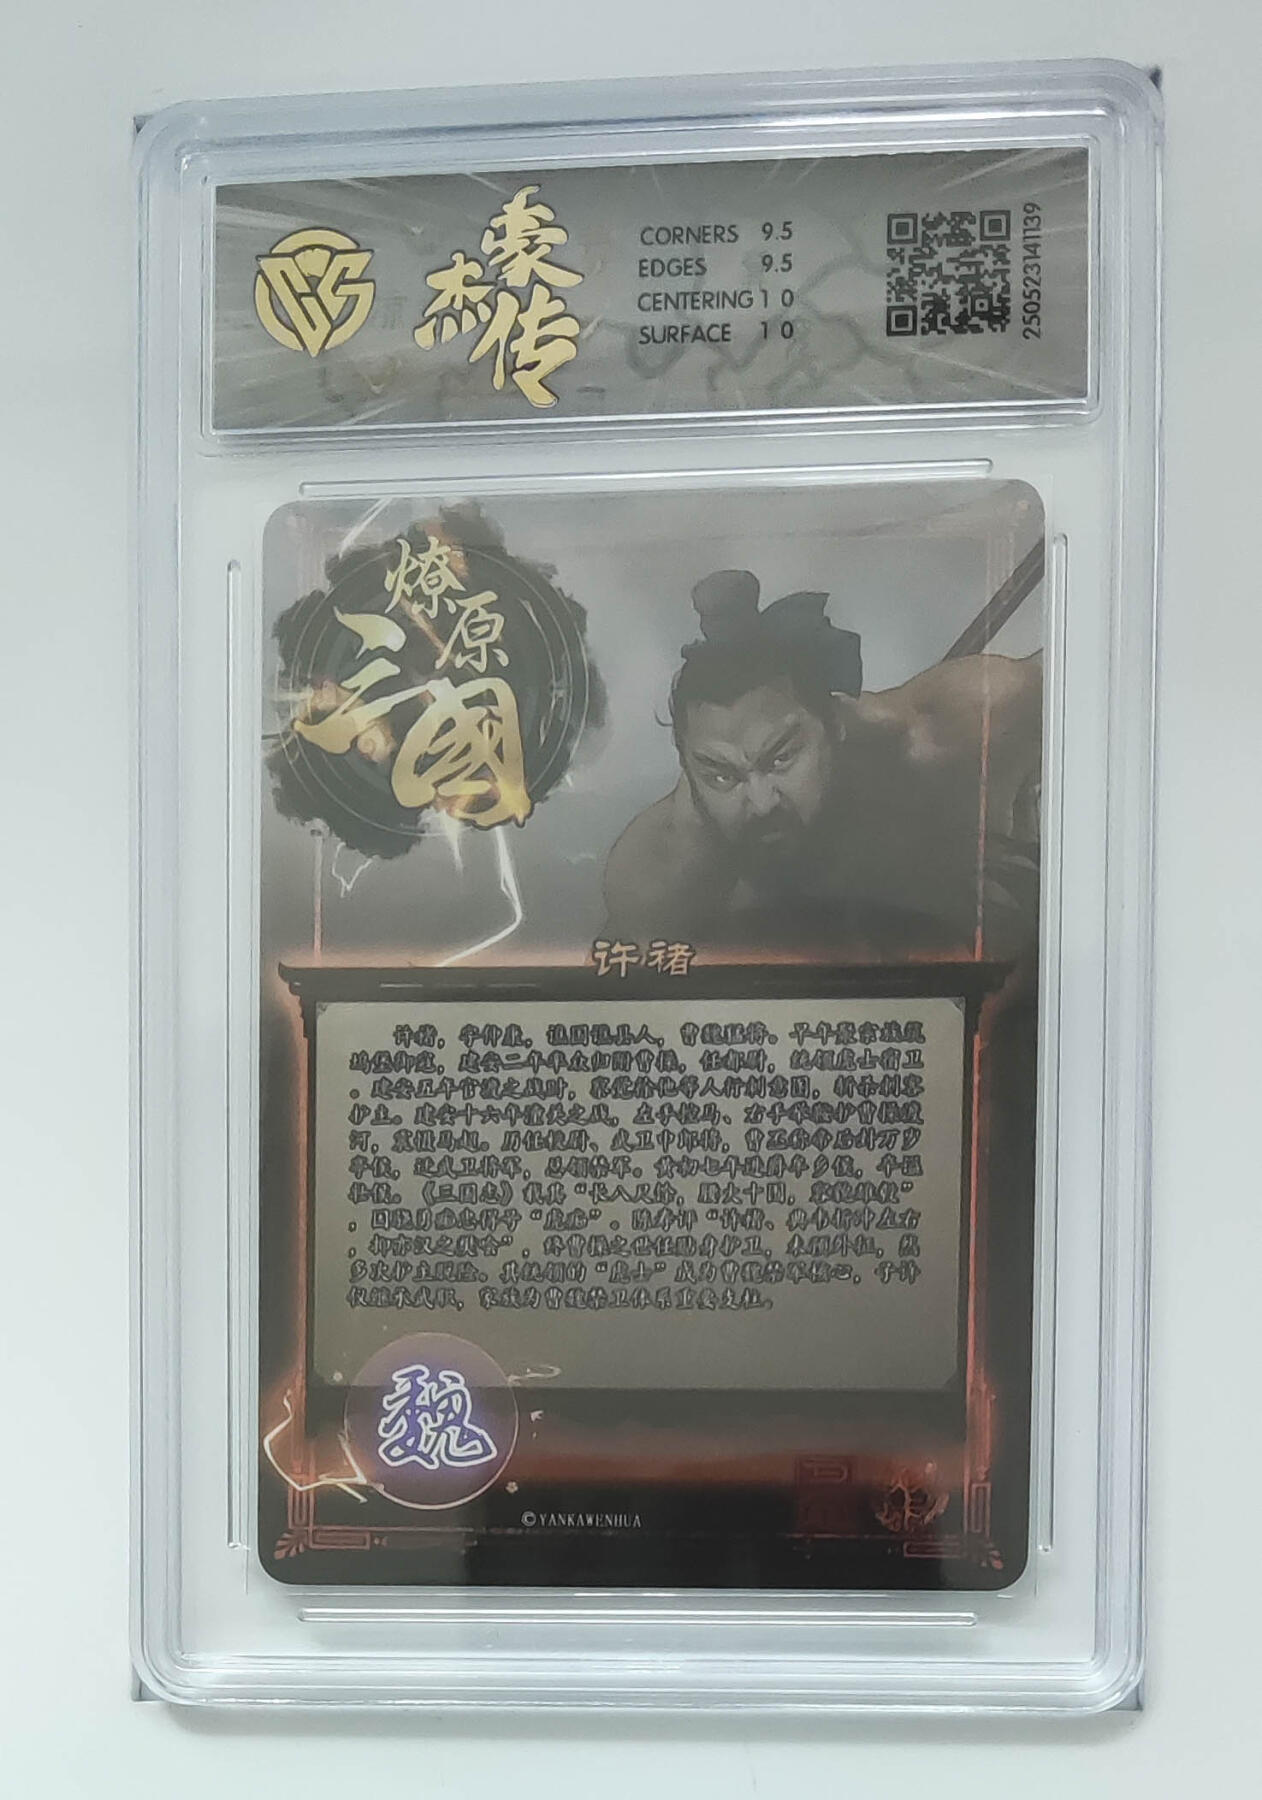 豪
杰
传
CORNERS 9.5
EDGES 9.5
CENTERING 10
SURFACE 10
250523141139
燎原
三國
许褚
许褚，字仲康，谯国谯县人，曹魏猛将。早年聚宗族筑
坞堡御寇，建安二年率众归附曹操，任都尉，统领虎士宿卫
。建安五年官渡之战时，察觉徐他等人行刺意图，斩杀刺客
护主。建安十六年潼关之战，左手控马、右手举鞍护曹操渡
河，震慑马超。历任校尉、武卫中郎将，曹丕称帝后封万岁
亭侯，迁武卫将军，总领禁军。黄初七年进爵牟乡侯，卒谥
壮侯。《三国志》载其“长八尺馀，腰大十围，容貌雄毅”
，因骁勇痴忠得号“虎痴”。陈寿评“许褚、典韦折冲左右
，抑亦汉之樊哙”，终曹操之世任贴身护卫，未领外征，然
多次护主脱险。其统领的“虎士”成为曹魏禁军核心，子许
仪继承武职，家族为曹魏禁卫体系重要支柱。
魏
©YANKAWENHUA